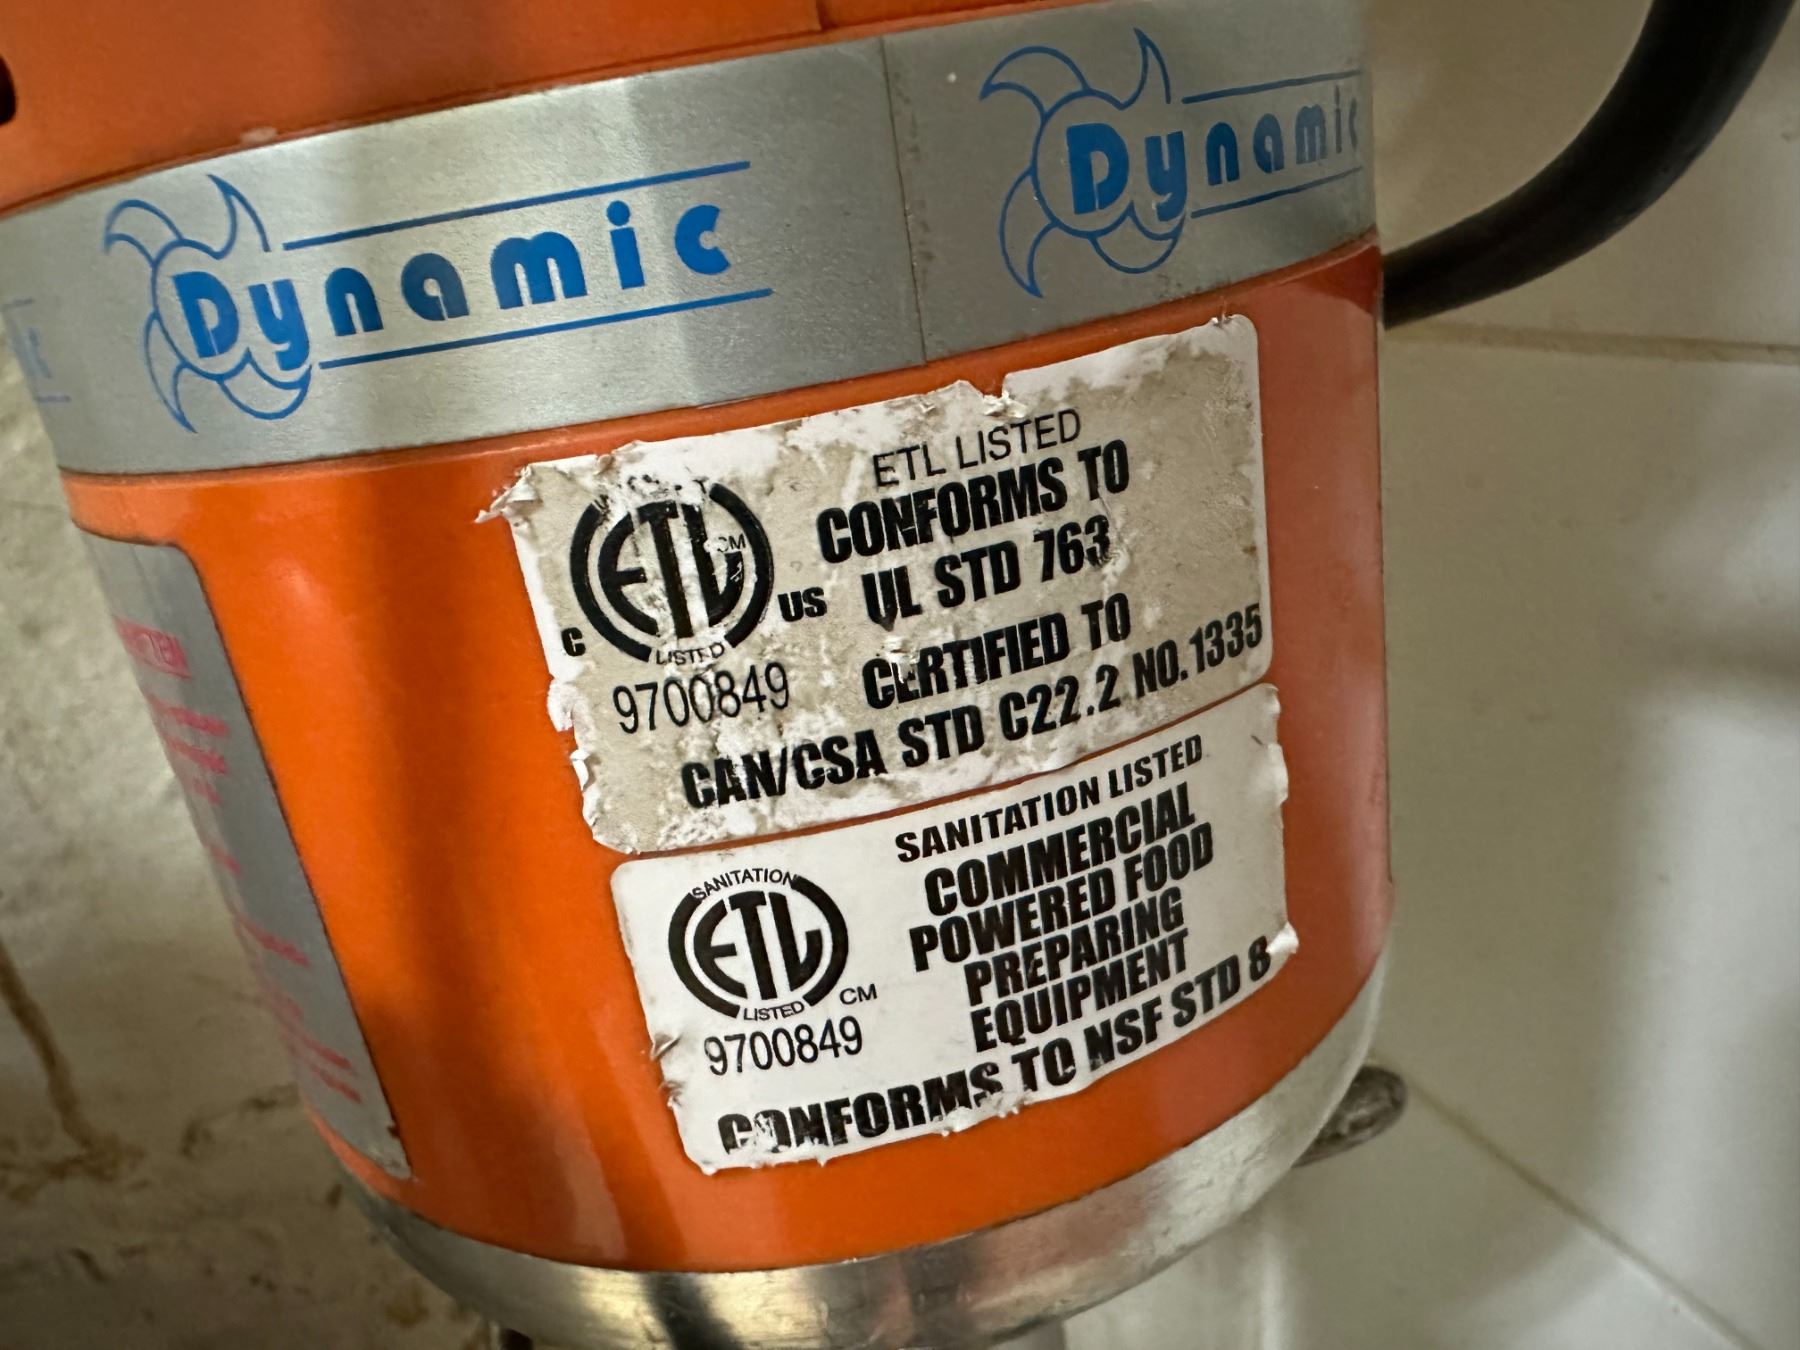 Dynamic
Dynamic
ETL LISTED
CONFORMS TO
UL STD 763
CERTIFIED TO
CAN/CSA STD C22.2 NO.1335
C ETL CM US
LISTED
9700849
SANITATION LISTED
COMMERCIAL
POWERED FOOD
PREPARING
EQUIPMENT
CONFORMS TO NSF STD 8
SANITATION
ETL CM
LISTED
9700849